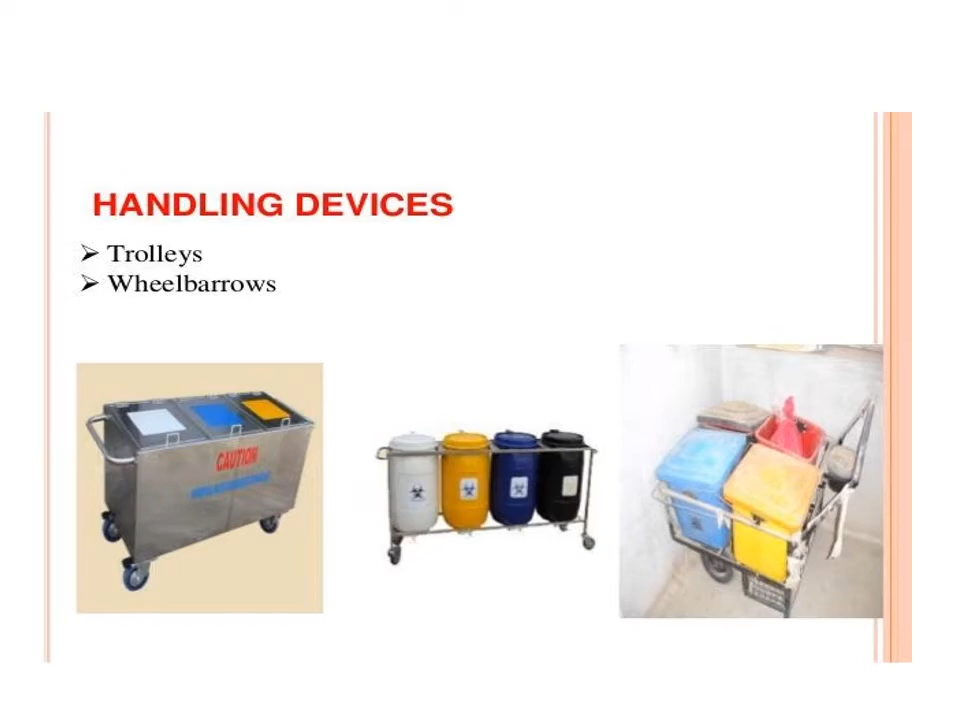 HANDLING DEVICES
➢ Trolleys
➢ Wheelbarrows
CAUTION